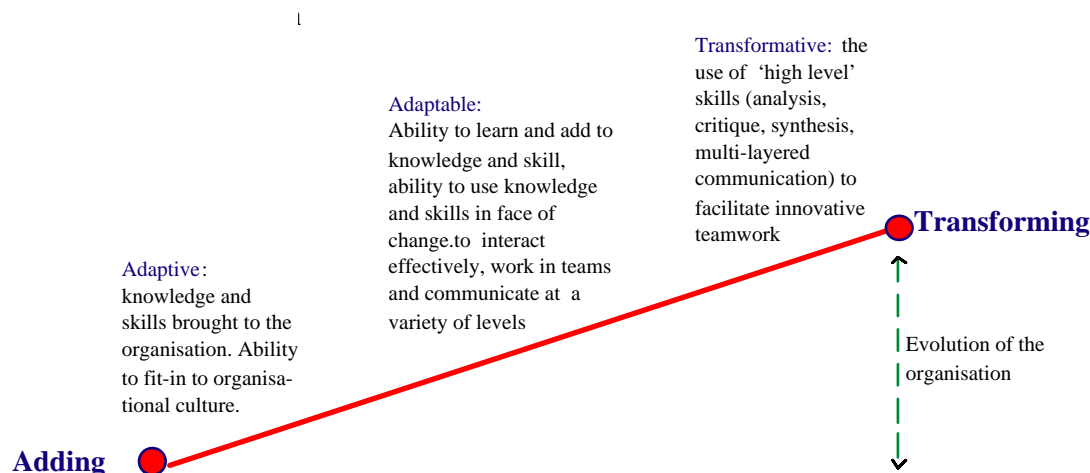 Transformative: the
use of ‘high level’
skills (analysis,
critique, synthesis,
multi-layered
communication) to
facilitate innovative
teamwork
Adaptable:
Ability to learn and add to
knowledge and skill,
ability to use knowledge
and skills in face of
change.to interact
effectively, work in teams
and communicate at a
variety of levels
Adaptive:
knowledge and
skills brought to the
organisation. Ability
to fit-in to organisa-
tional culture.
Transforming
Evolution of the
organisation
Adding